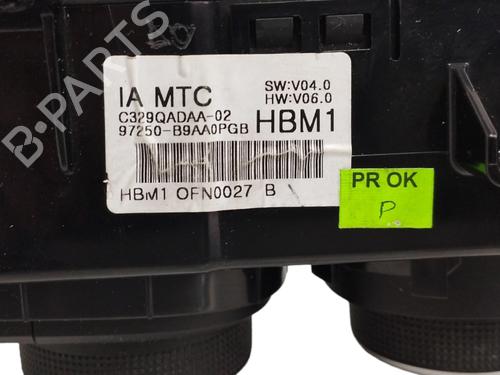 IA MTC
SW:V04.0
HW:V06.0
C329QADAA-02
97250-B9AA0PGB
HBM1
HBM1 OFN0027 B
PR OK
P
B-PARTS